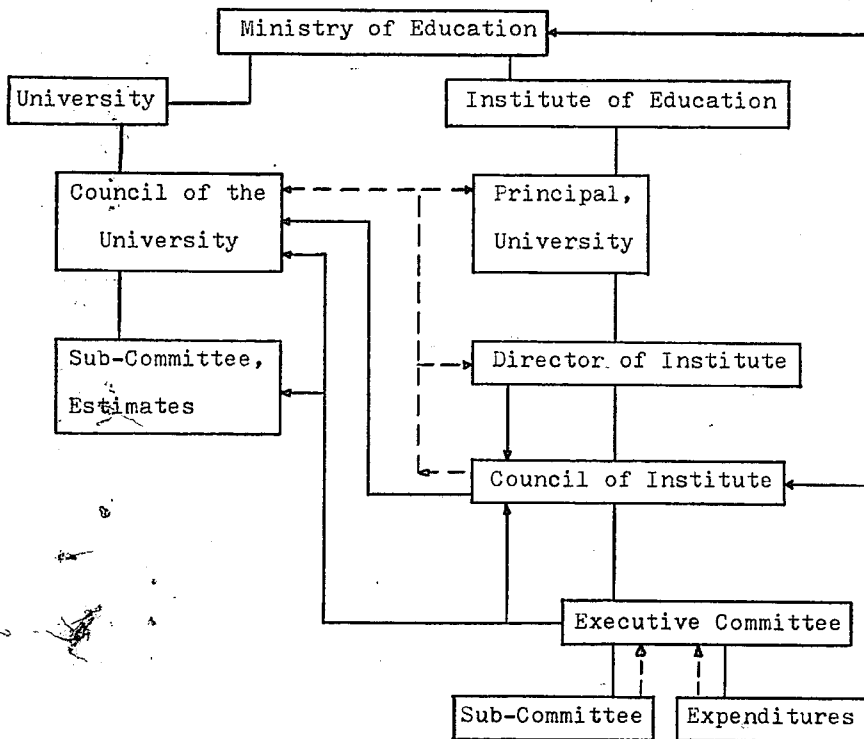 Ministry of Education
University
Institute of Education
Council of the
University
Principal,
University
Sub-Committee,
Estimates
Director of Institute
Council of Institute
Executive Committee
Sub-Committee
Expenditures